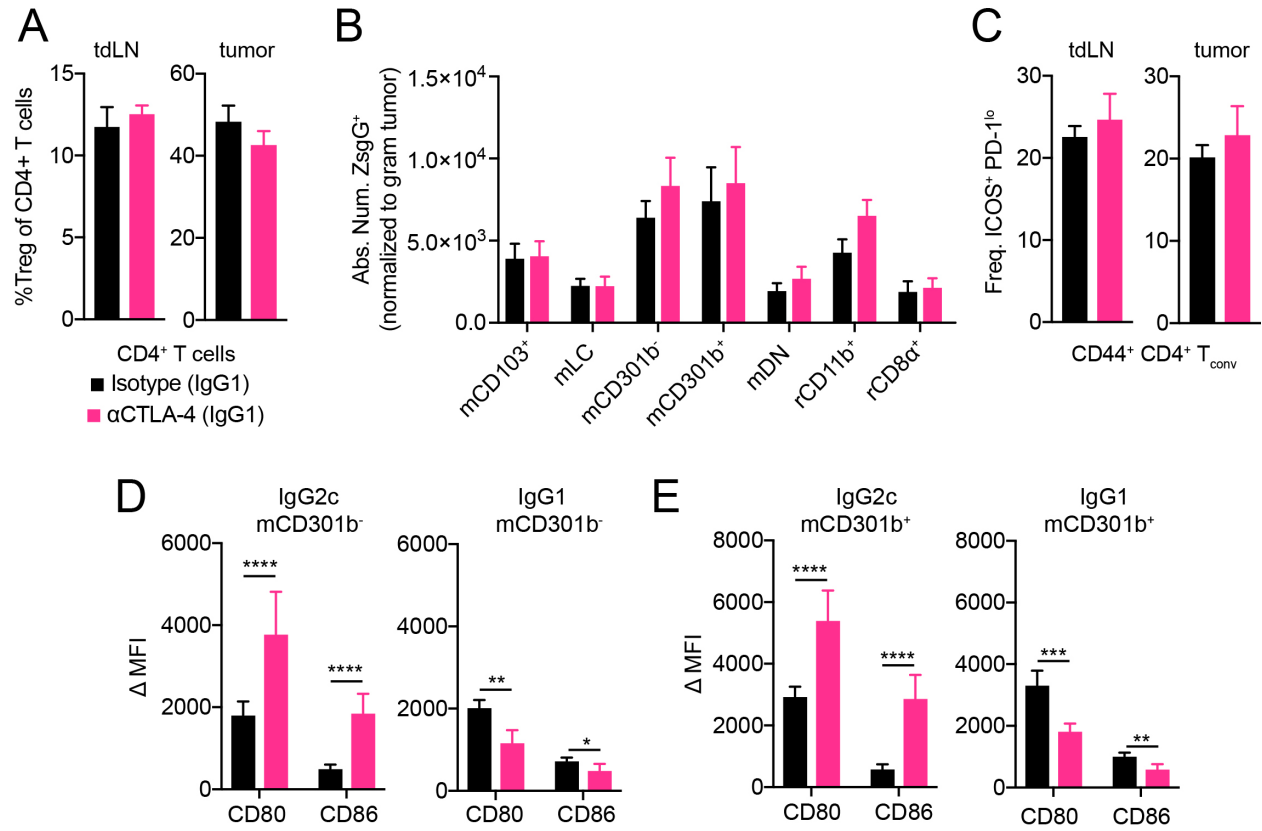 A
tdLN
tumor
%Treg of CD4+ T cells
15
10
5
0
60
40
20
0
CD4⁺ T cells
Isotype (IgG1)
αCTLA-4 (IgG1)
B
Abs. Num. ZsgG⁺
(normalized to gram tumor)
1.5×10⁴
1.0×10⁴
5.0×10³
0.0
mCD103⁺
mLC
mCD301b⁻
mCD301b⁺
mDN
rCD11b⁺
rCD8α⁺
C
tdLN
tumor
Freq. ICOS⁺ PD-1ˡᵒ
30
20
10
0
30
20
10
0
CD44⁺ CD4⁺ Tconv
D
IgG2c
mCD301b⁻
Δ MFI
6000
4000
2000
0
****
****
CD80
CD86
IgG1
mCD301b⁻
6000
4000
2000
0
**
*
CD80
CD86
E
IgG2c
mCD301b⁺
Δ MFI
8000
6000
4000
2000
0
****
****
CD80
CD86
IgG1
mCD301b⁺
8000
6000
4000
2000
0
***
**
CD80
CD86